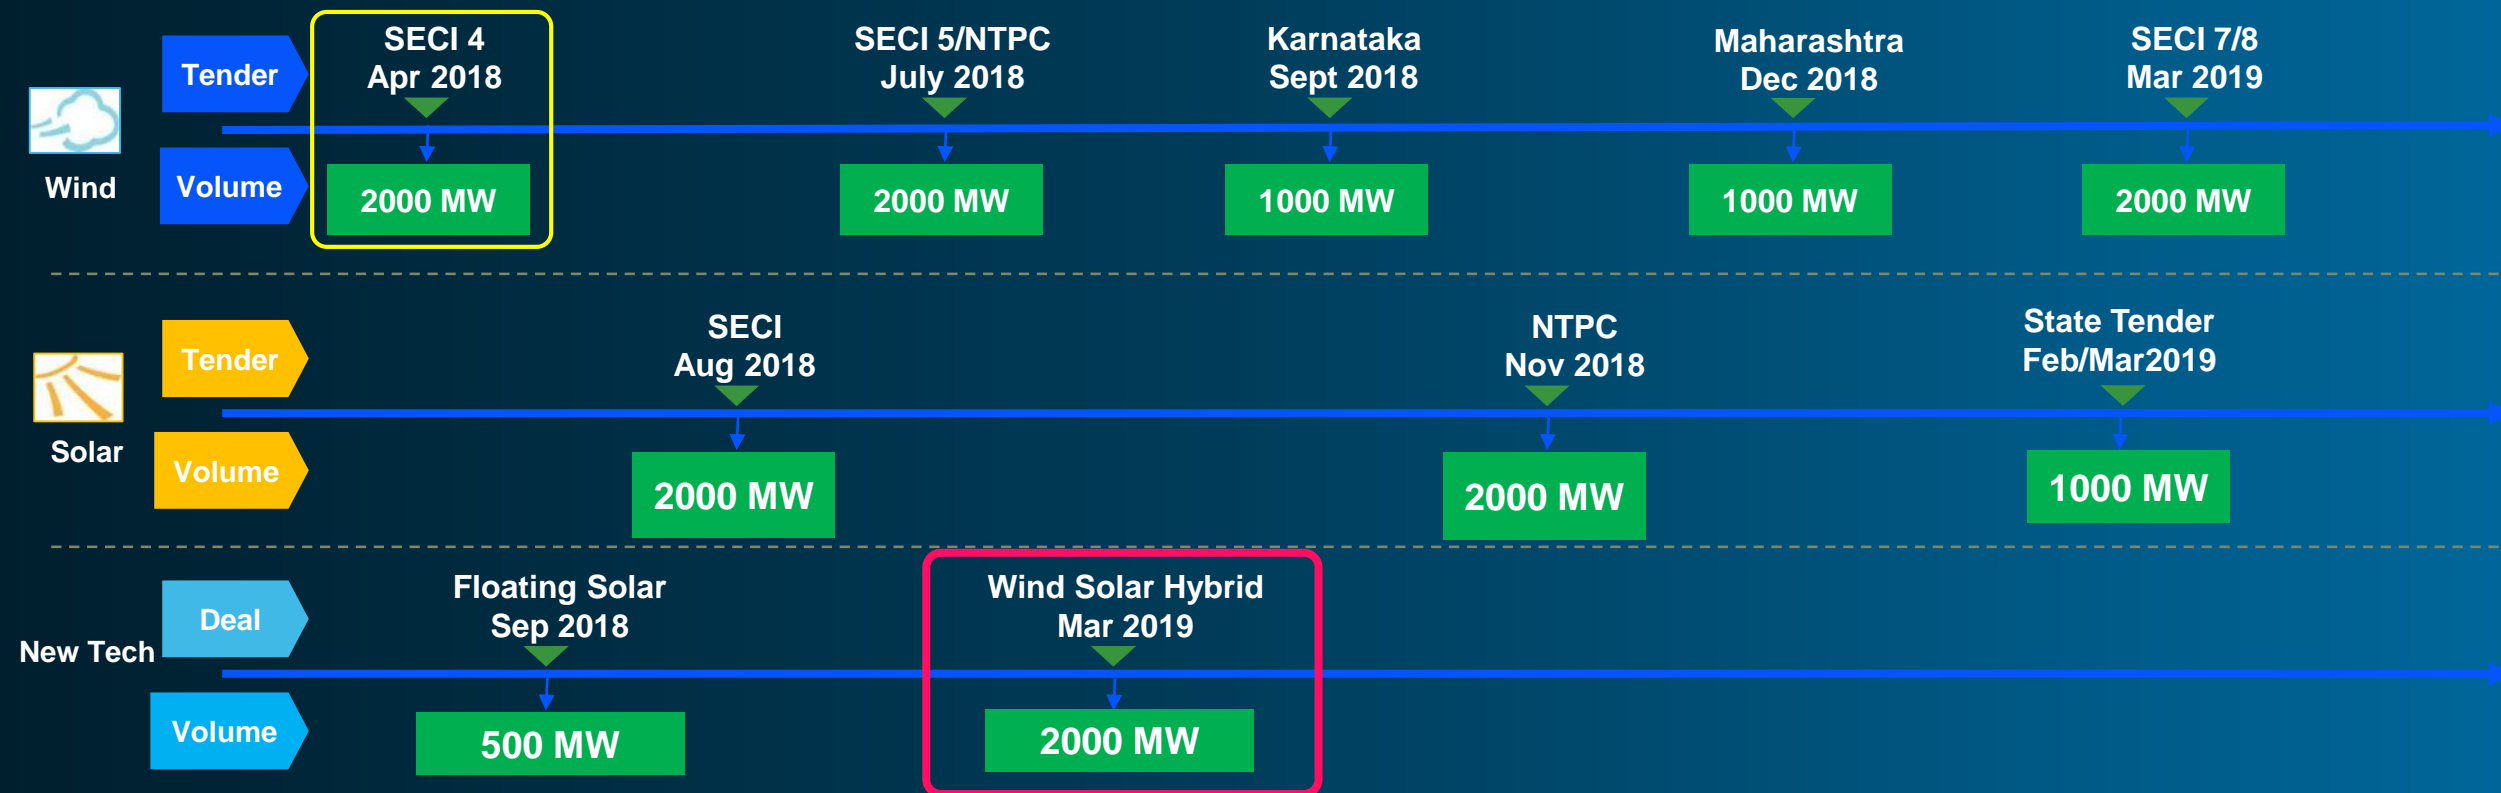 Wind
Tender
SECI 4
Apr 2018
SECI 5/NTPC
July 2018
Karnataka
Sept 2018
Maharashtra
Dec 2018
SECI 7/8
Mar 2019
Volume
2000 MW
2000 MW
1000 MW
1000 MW
2000 MW
Solar
Tender
SECI
Aug 2018
NTPC
Nov 2018
State Tender
Feb/Mar2019
Volume
2000 MW
2000 MW
1000 MW
New Tech
Deal
Floating Solar
Sep 2018
Wind Solar Hybrid
Mar 2019
Volume
500 MW
2000 MW